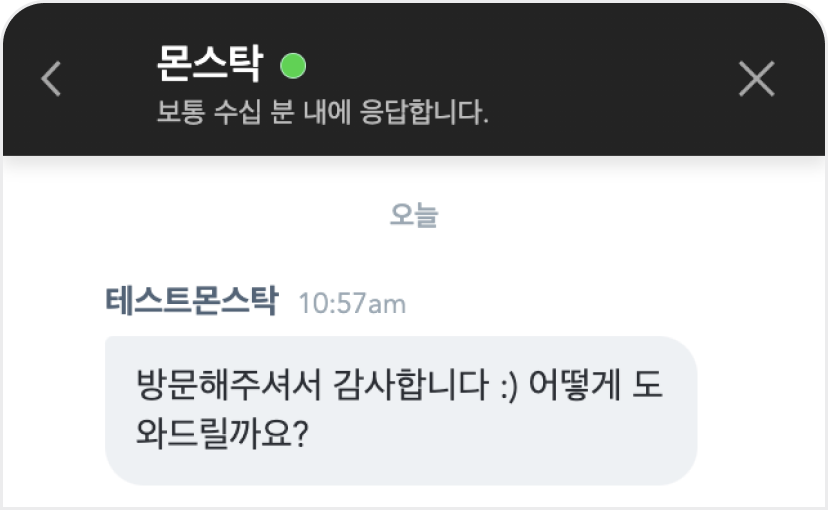 몬스탁
보통 수십 분 내에 응답합니다.
오늘
테스트몬스탁 10:57am
방문해주셔서 감사합니다 :) 어떻게 도
와드릴까요?